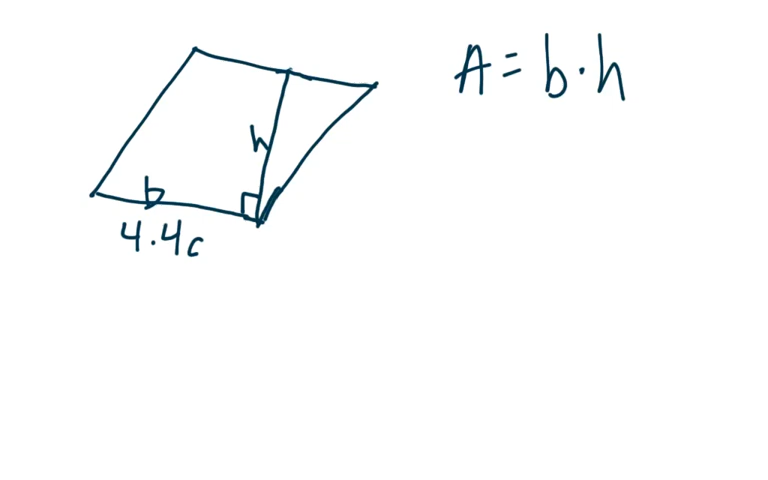 A = b · h
h
b
4.4c